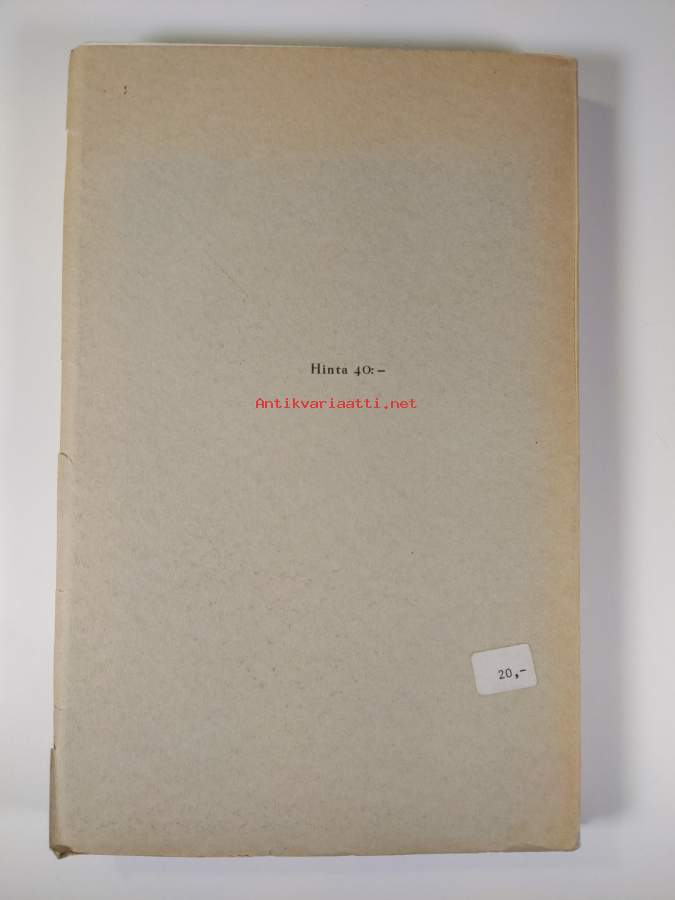 Hinta 40:–
Antikvariaatti.net
20,-